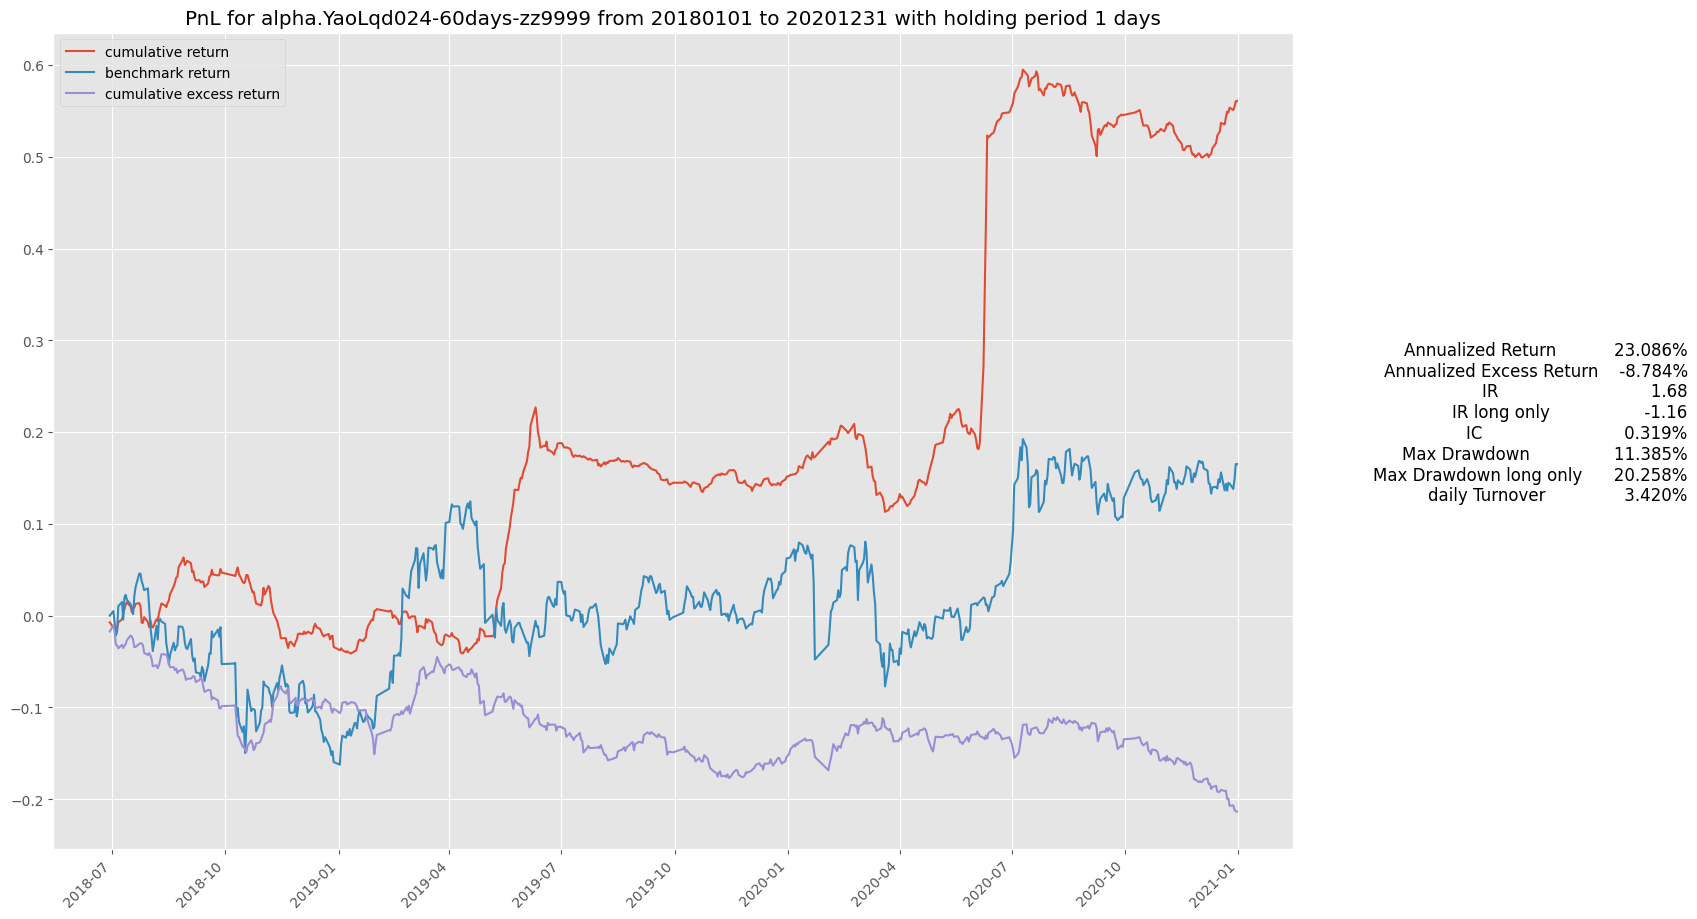 PnL for alpha.YaoLqd024-60days-zz9999 from 20180101 to 20201231 with holding period 1 days
cumulative return
benchmark return
cumulative excess return
0.6
0.5
0.4
0.3
0.2
0.1
0.0
−0.1
−0.2
2018-07
2018-10
2019-01
2019-04
2019-07
2019-10
2020-01
2020-04
2020-07
2020-10
2021-01
Annualized Return 23.086%
Annualized Excess Return -8.784%
IR 1.68
IR long only -1.16
IC 0.319%
Max Drawdown 11.385%
Max Drawdown long only 20.258%
daily Turnover 3.420%